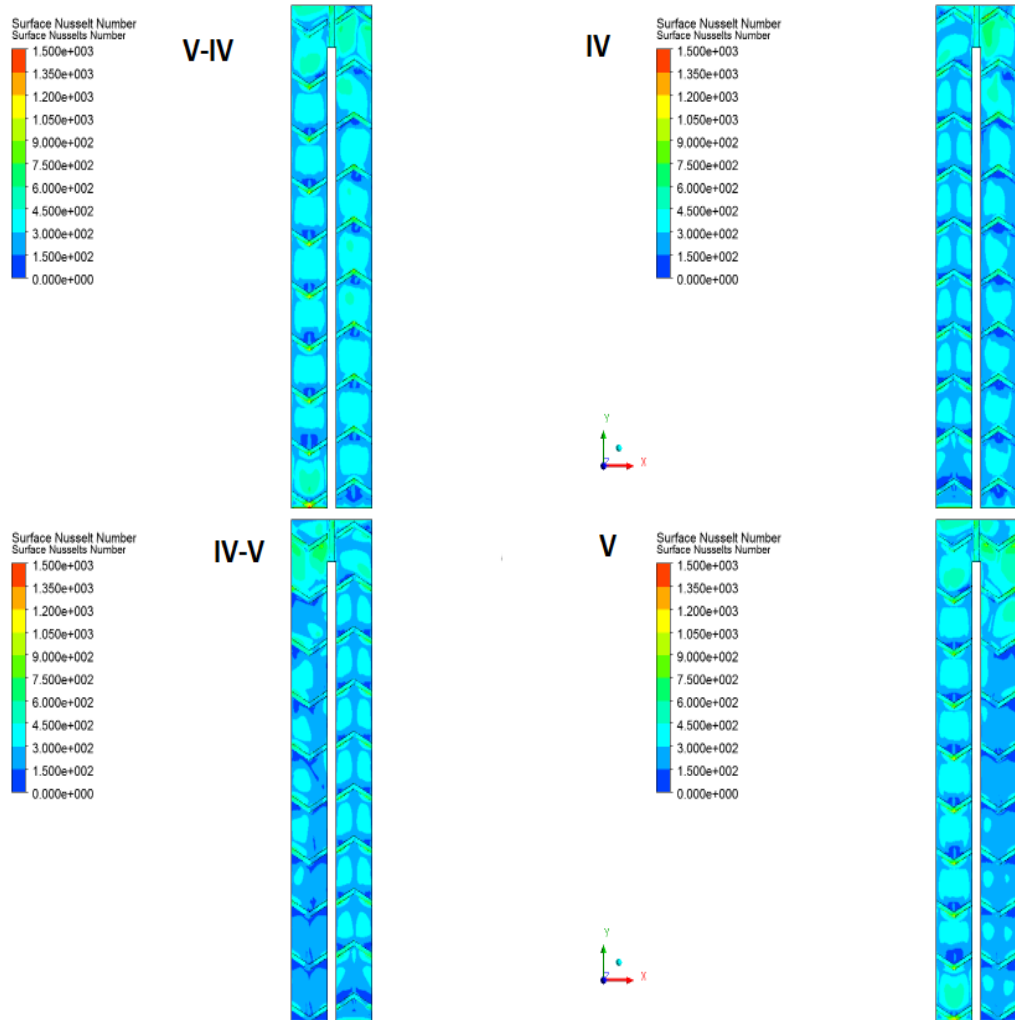 Surface Nusselt Number
Surface Nusselts Number
1.500e+003
1.350e+003
1.200e+003
1.050e+003
9.000e+002
7.500e+002
6.000e+002
4.500e+002
3.000e+002
1.500e+002
0.000e+000
V-IV
IV
Surface Nusselt Number
Surface Nusselts Number
1.500e+003
1.350e+003
1.200e+003
1.050e+003
9.000e+002
7.500e+002
6.000e+002
4.500e+002
3.000e+002
1.500e+002
0.000e+000
Y
Z
X
Surface Nusselt Number
Surface Nusselts Number
1.500e+003
1.350e+003
1.200e+003
1.050e+003
9.000e+002
7.500e+002
6.000e+002
4.500e+002
3.000e+002
1.500e+002
0.000e+000
IV-V
V
Surface Nusselt Number
Surface Nusselts Number
1.500e+003
1.350e+003
1.200e+003
1.050e+003
9.000e+002
7.500e+002
6.000e+002
4.500e+002
3.000e+002
1.500e+002
0.000e+000
Y
Z
X